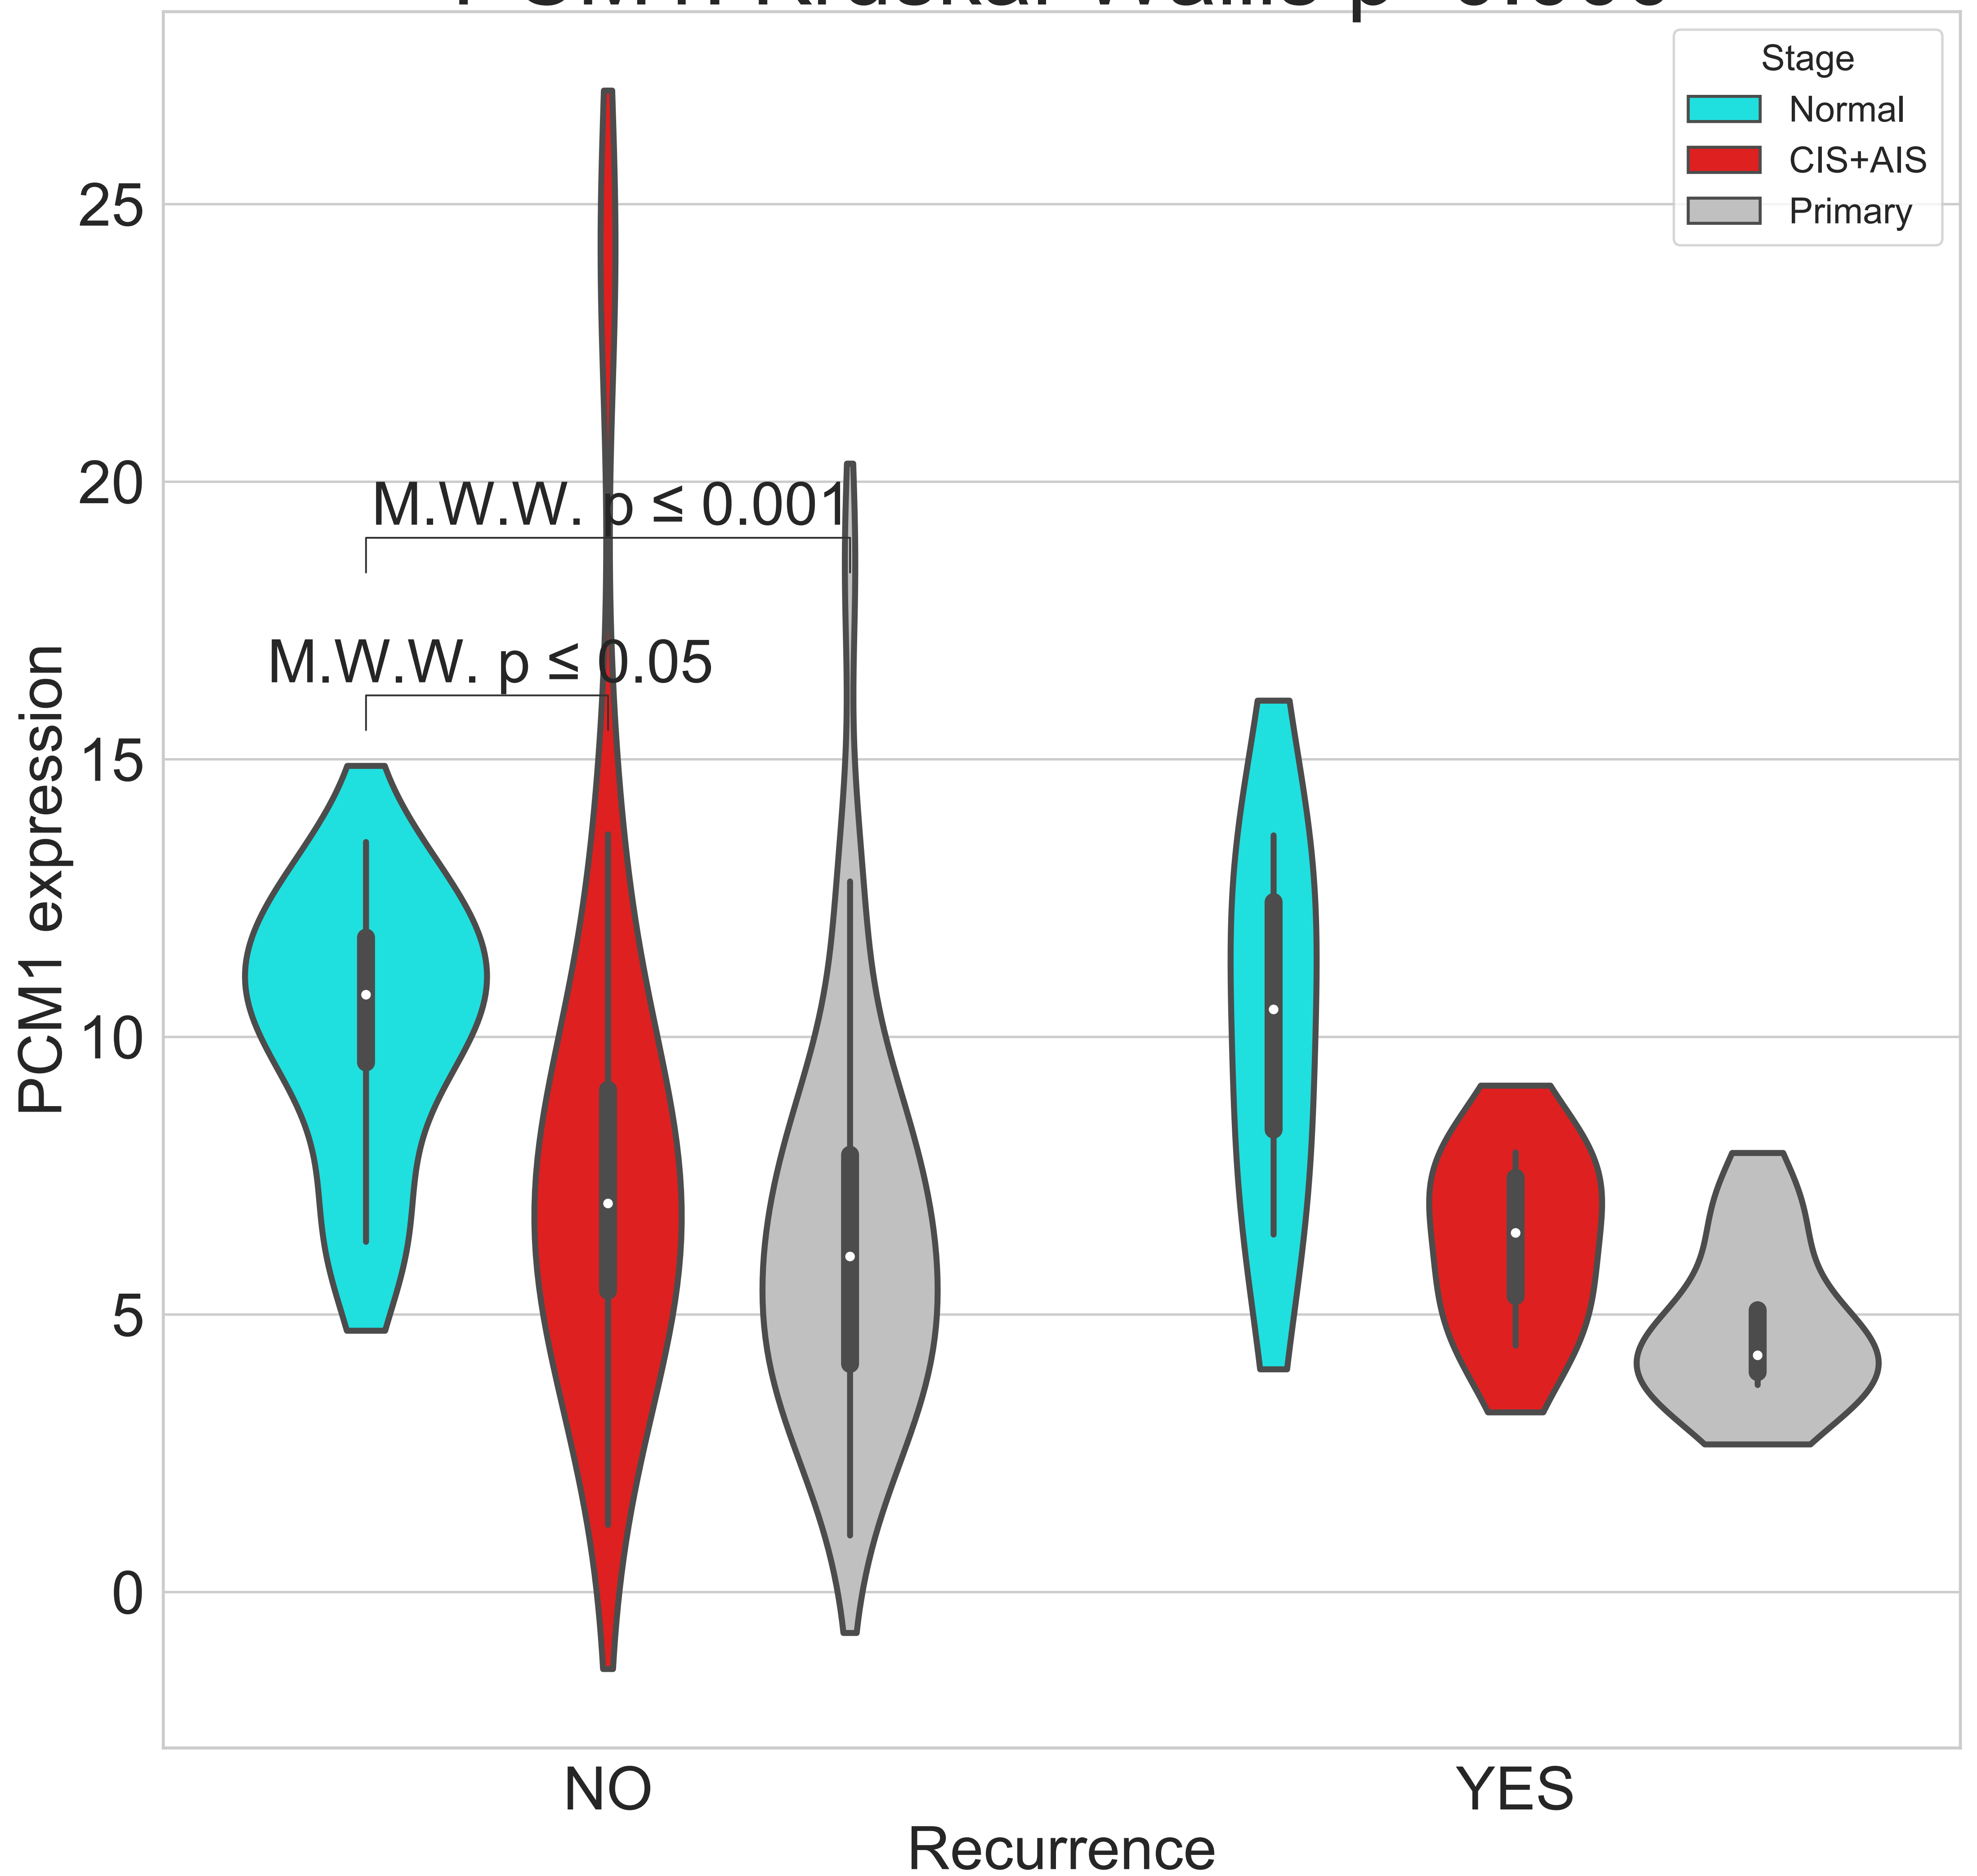 Stage
Normal
CIS+AIS
Primary
25
20
15
10
5
0
PCM1 expression
M.W.W. p ≤ 0.001
M.W.W. p ≤ 0.05
NO
YES
Recurrence